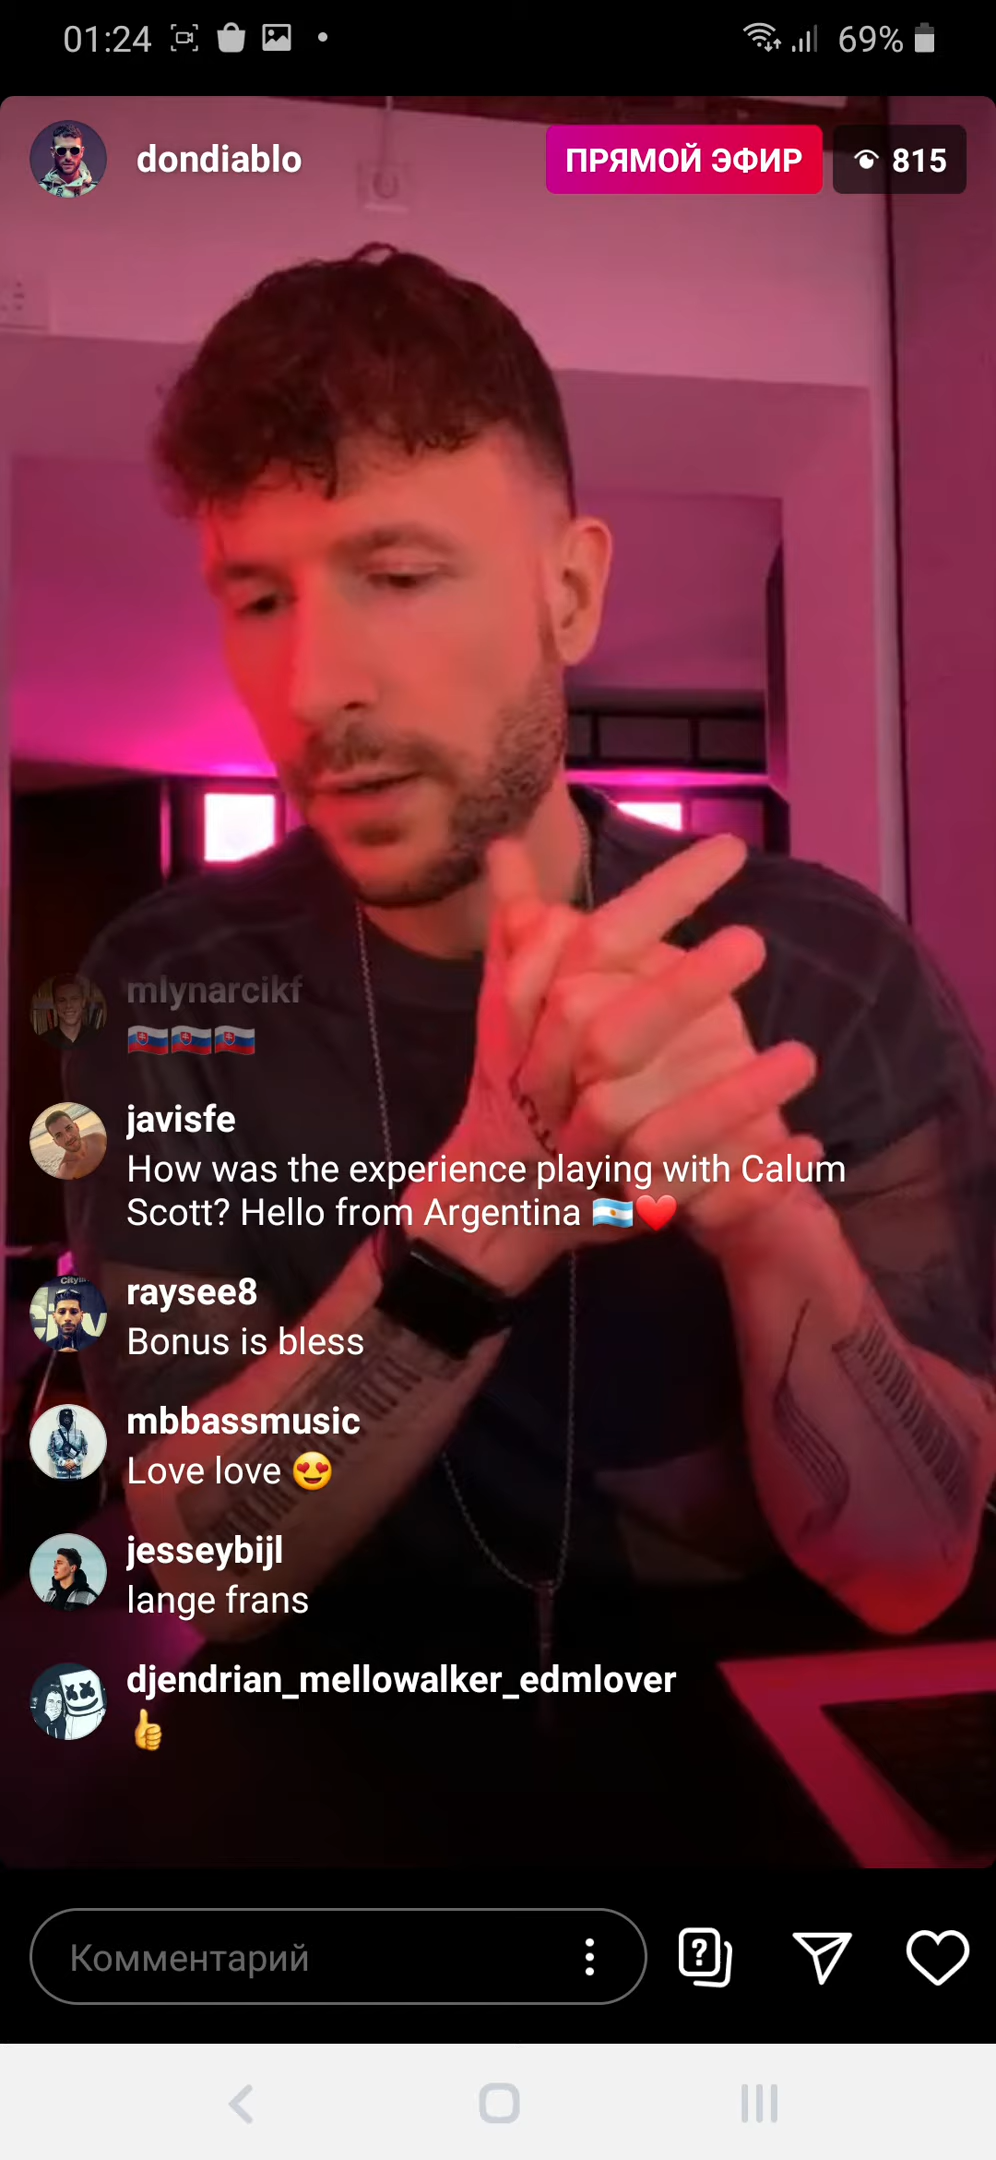 01:24
69%
dondiablo
ПРЯМОЙ ЭФИР
815
mlynarcikf
🇸🇰🇸🇰🇸🇰
javisfe
How was the experience playing with Calum
Scott? Hello from Argentina 🇦🇷❤️
raysee8
Bonus is bless
mbbassmusic
Love love 😍
jesseybijl
lange frans
djendrian_mellowalker_edmlover
👍
Комментарий